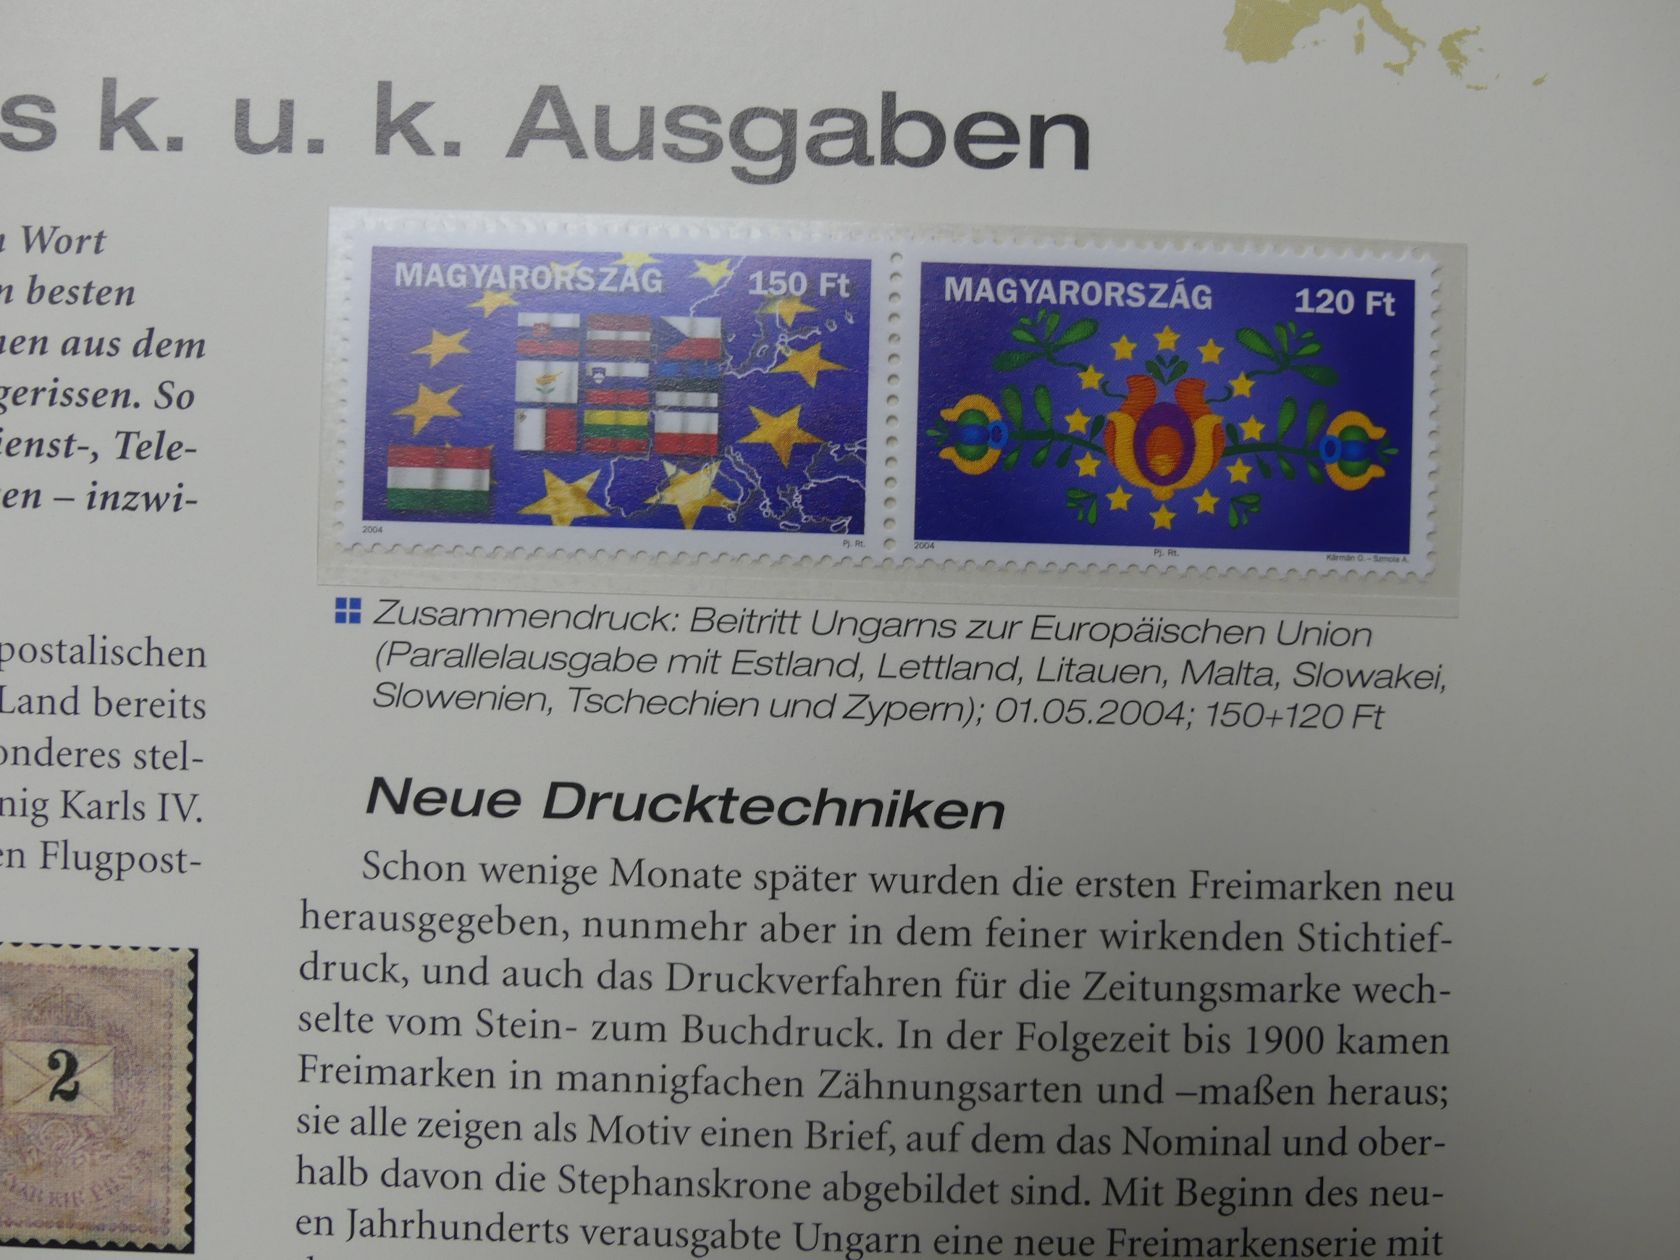 s k. u. k. Ausgaben
Wort
besten
aus dem
gerissen. So
ienst-, Tele-
en – inzwi-
postalischen
Land bereits
onderes stel-
nig Karls IV.
en Flugpost-
2
MAGYARORSZÁG 150 Ft
2004
Pj. Rt.
MAGYARORSZÁG 120 Ft
2004
Pj. Rt.
Kármán O. - Szmola A.
Zusammendruck: Beitritt Ungarns zur Europäischen Union
(Parallelausgabe mit Estland, Lettland, Litauen, Malta, Slowakei,
Slowenien, Tschechien und Zypern); 01.05.2004; 150+120 Ft
Neue Drucktechniken
Schon wenige Monate später wurden die ersten Freimarken neu
herausgegeben, nunmehr aber in dem feiner wirkenden Stichtief-
druck, und auch das Druckverfahren für die Zeitungsmarke wech-
selte vom Stein- zum Buchdruck. In der Folgezeit bis 1900 kamen
Freimarken in mannigfachen Zähnungsarten und –maßen heraus;
sie alle zeigen als Motiv einen Brief, auf dem das Nominal und ober-
halb davon die Stephanskrone abgebildet sind. Mit Beginn des neu-
en Jahrhunderts verausgabte Ungarn eine neue Freimarkenserie mit